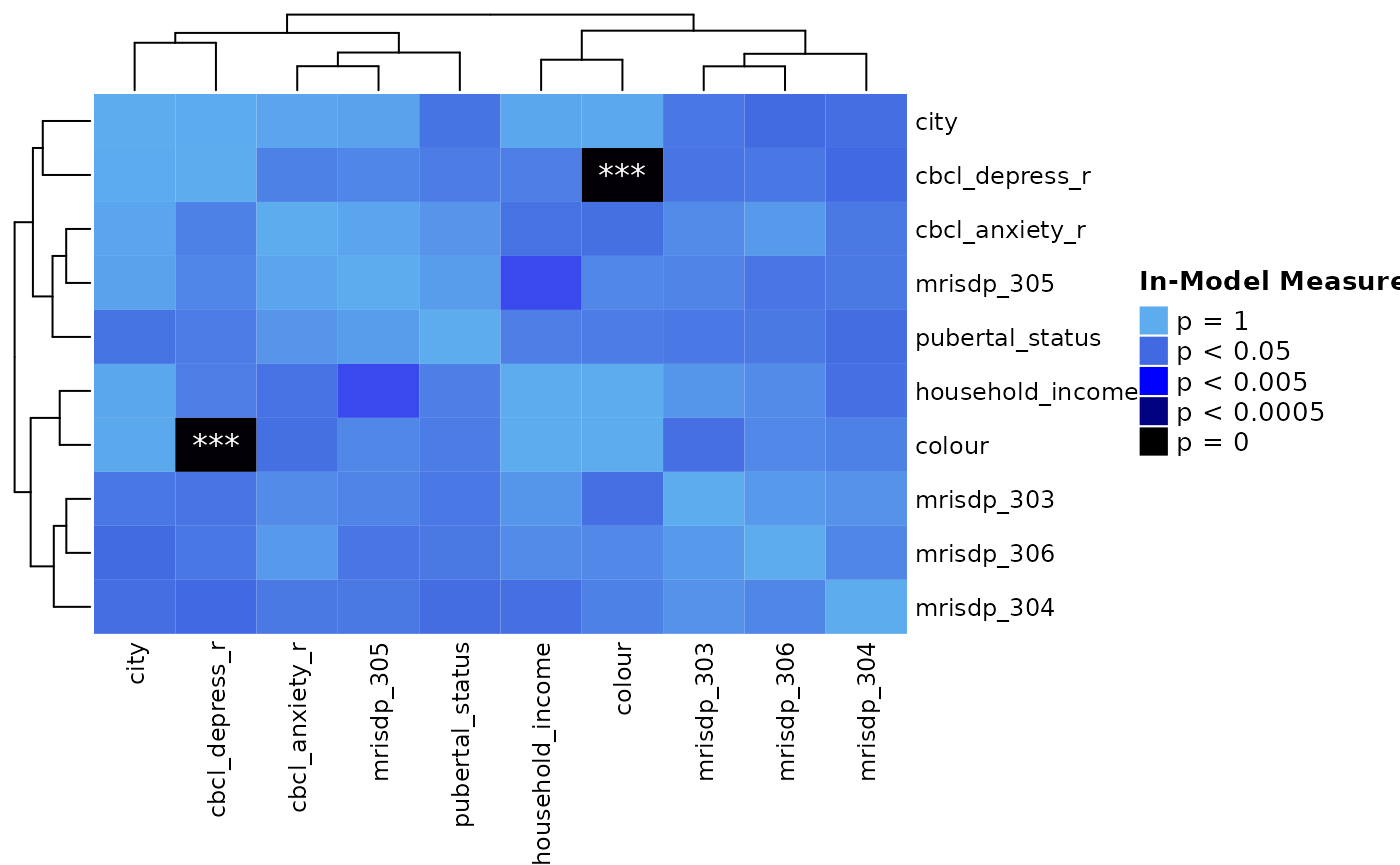 city
cbcl_depress_r
***
cbcl_anxiety_r
mrisdp_305
pubertal_status
household_income
colour
***
mrisdp_303
mrisdp_306
mrisdp_304
In-Model Measure
p = 1
p < 0.05
p < 0.005
p < 0.0005
p = 0
city
cbcl_depress_r
cbcl_anxiety_r
mrisdp_305
pubertal_status
household_income
colour
mrisdp_303
mrisdp_306
mrisdp_304